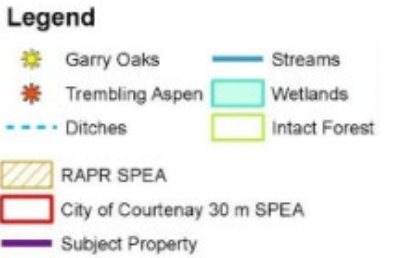 Legend
Garry Oaks
Streams
Trembling Aspen
Wetlands
Ditches
Intact Forest
RAPR SPEA
City of Courtenay 30 m SPEA
Subject Property